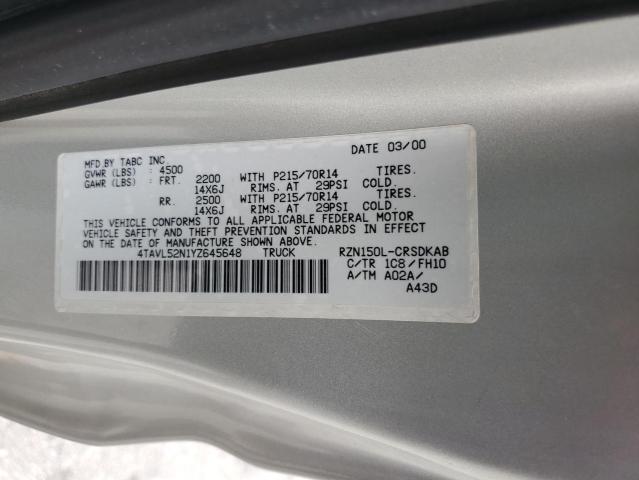 DATE 03/00
MFD.BY TABC INC.
GVWR (LBS): 4500
GAWR (LBS): FRT. 2200 WITH P215/70R14 TIRES.
14X6J RIMS. AT 29PSI COLD.
RR. 2500 WITH P215/70R14 TIRES.
14X6J RIMS. AT 29PSI COLD.
THIS VEHICLE CONFORMS TO ALL APPLICABLE FEDERAL MOTOR
VEHICLE SAFETY AND THEFT PREVENTION STANDARDS IN EFFECT
ON THE DATE OF MANUFACTURE SHOWN ABOVE.
4TAVL52N1YZ645648 TRUCK RZN150L-CRSDKAB
C/TR 1C8/FH10
A/TM A02A/
A43D